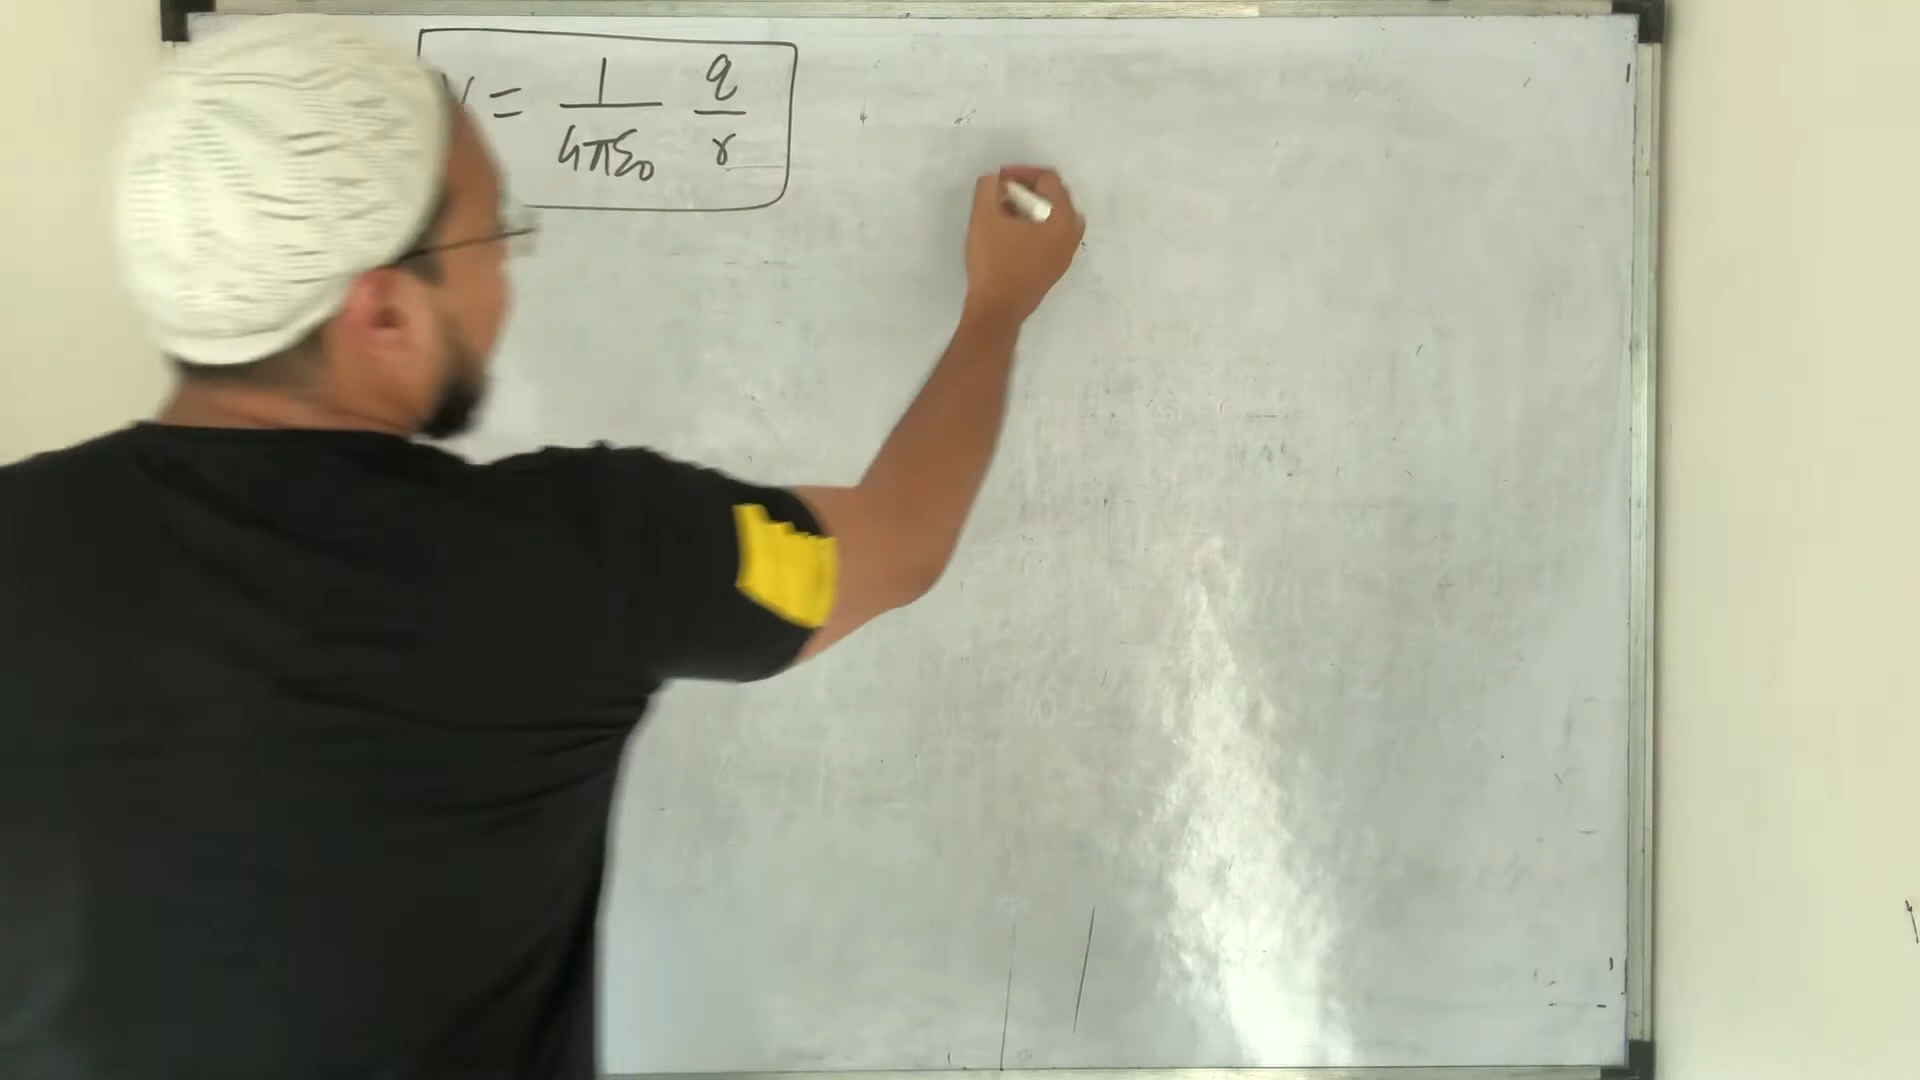 V = 1/4πε₀ q/r